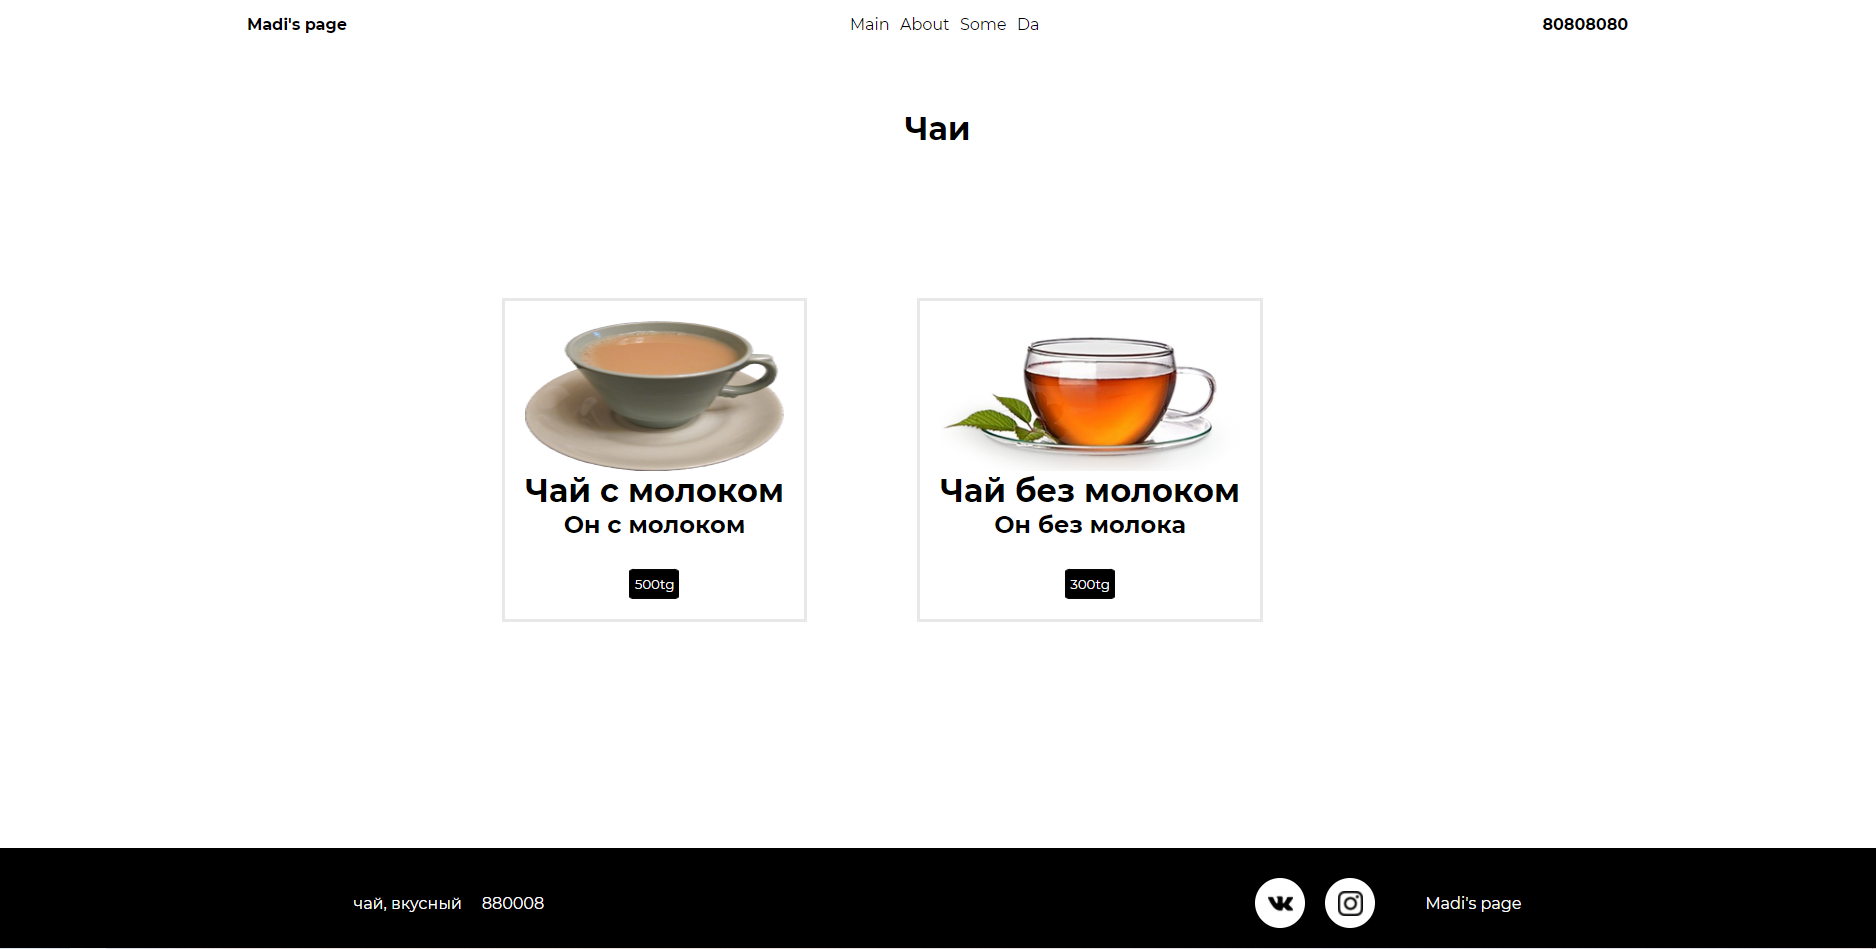 Madi's page
Main About Some Da
80808080
Чаи
Чай с молоком
Он с молоком
500tg
Чай без молоком
Он без молока
300tg
чай, вкусный 880008
Madi's page